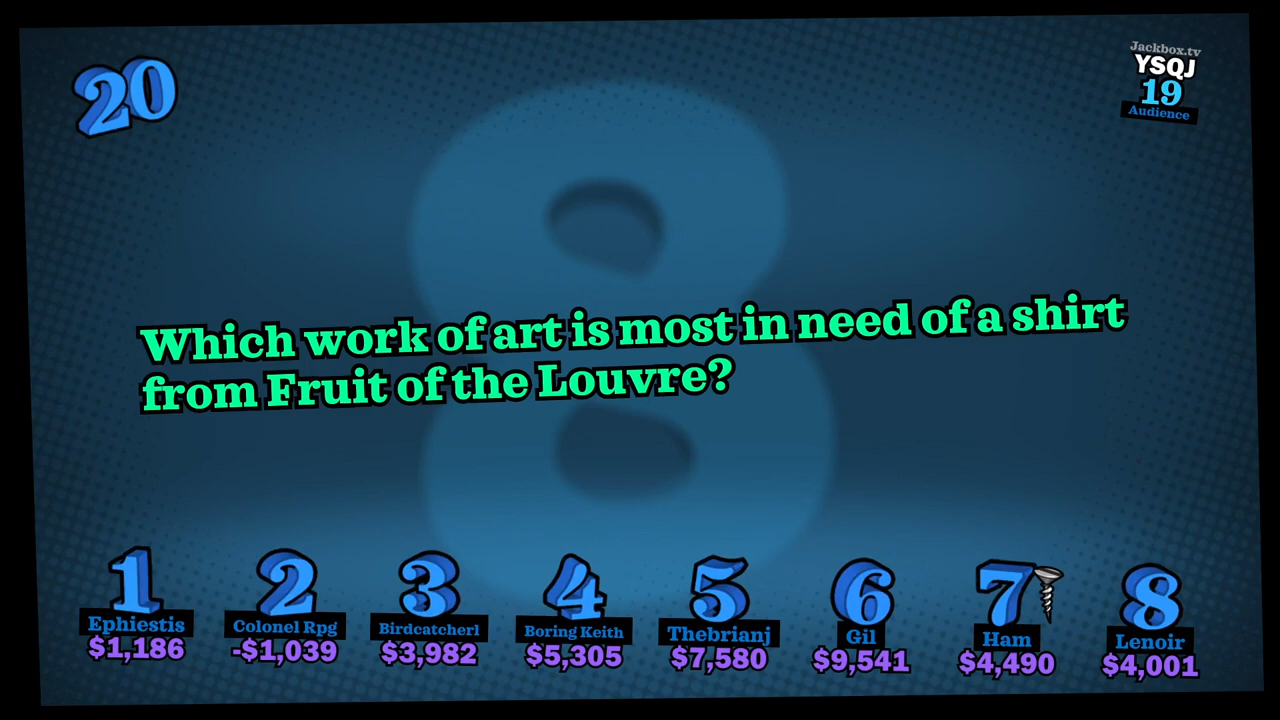 20
Jackbox.tv
YSQJ
19
Audience
8
Which work of art is most in need of a shirt
from Fruit of the Louvre?
1 2 3 4 5 6 7 8
Ephiestis Colonel Rpg Birdcatcher1 Boring Keith Thebrianj Gil Ham Lenoir
$1,186 -$1,039 $3,982 $5,305 $7,580 $9,541 $4,490 $4,001